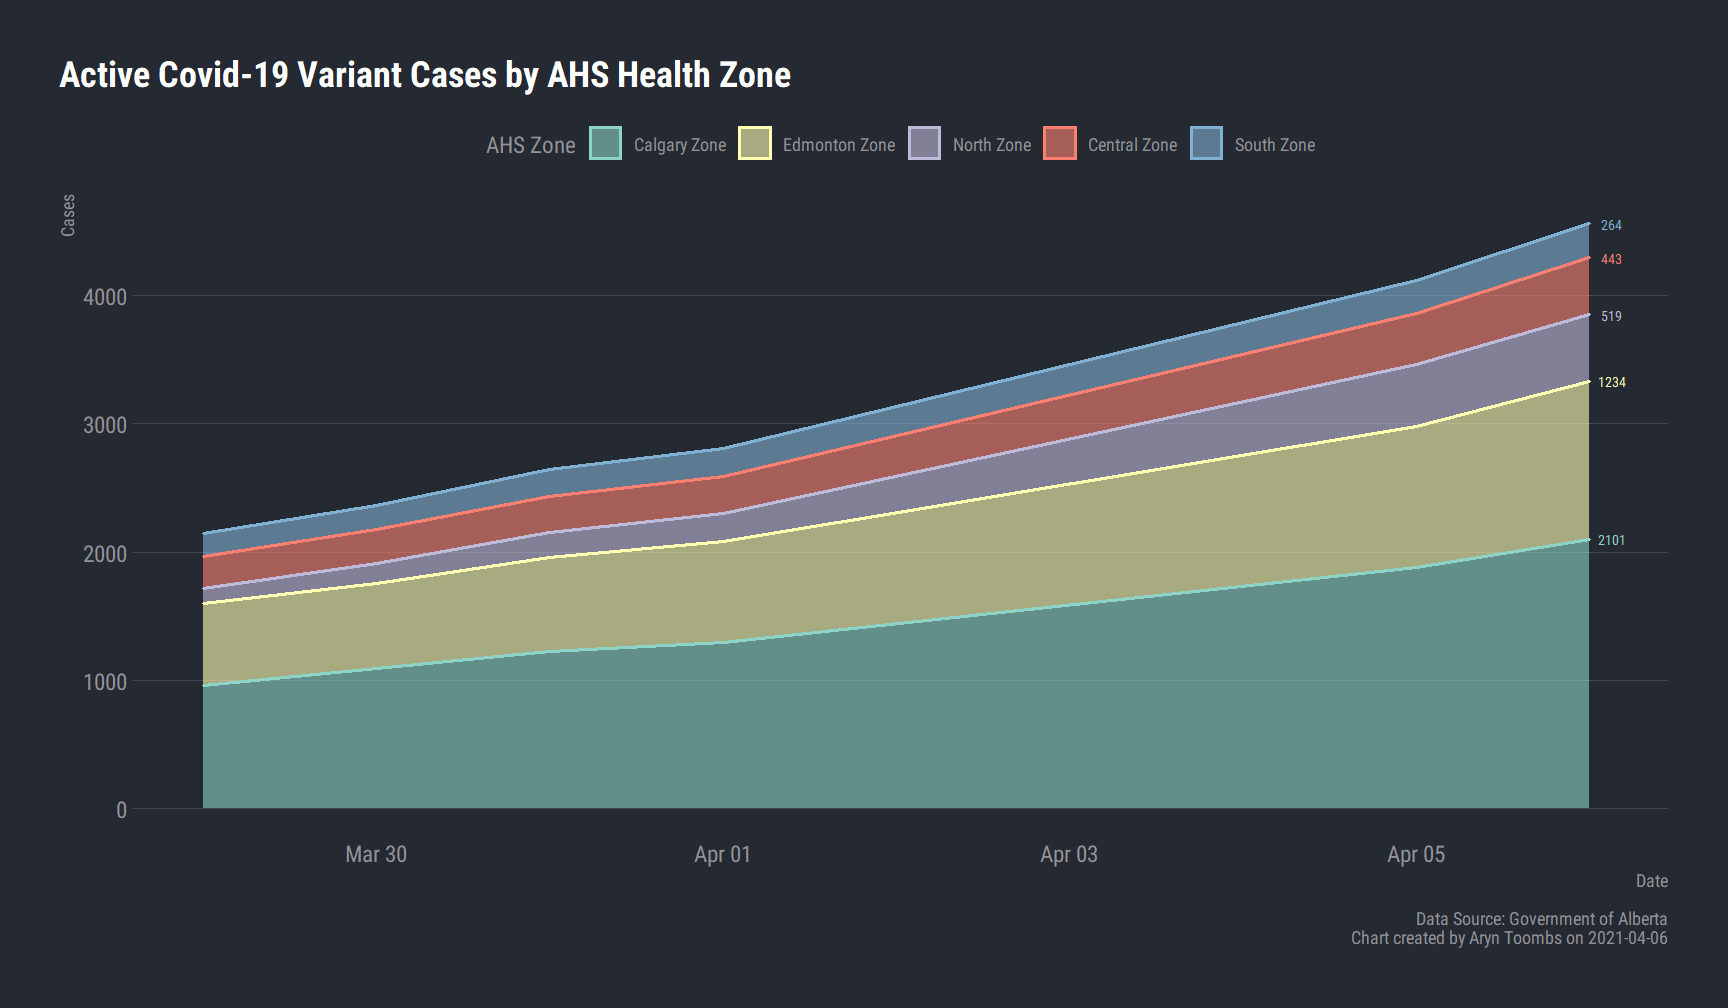 Active Covid-19 Variant Cases by AHS Health Zone
AHS Zone Calgary Zone Edmonton Zone North Zone Central Zone South Zone
Cases
264
443
4000
519
1234
3000
2101
2000
1000
0
Mar 30 Apr 01 Apr 03 Apr 05
Date
Data Source: Government of Alberta
Chart created by Aryn Toombs on 2021-04-06